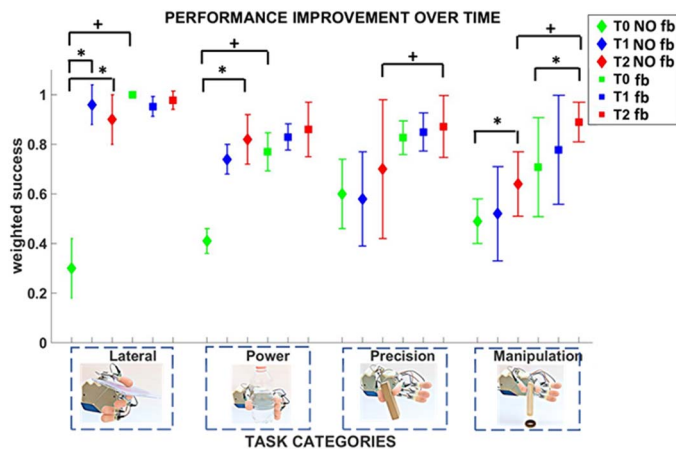 PERFORMANCE IMPROVEMENT OVER TIME
T0 NO fb
T1 NO fb
T2 NO fb
T0 fb
T1 fb
T2 fb
+
*
*
+
*
+
+
*
*
weighted success
1
0.8
0.6
0.4
0.2
0
Lateral
Power
Precision
Manipulation
TASK CATEGORIES